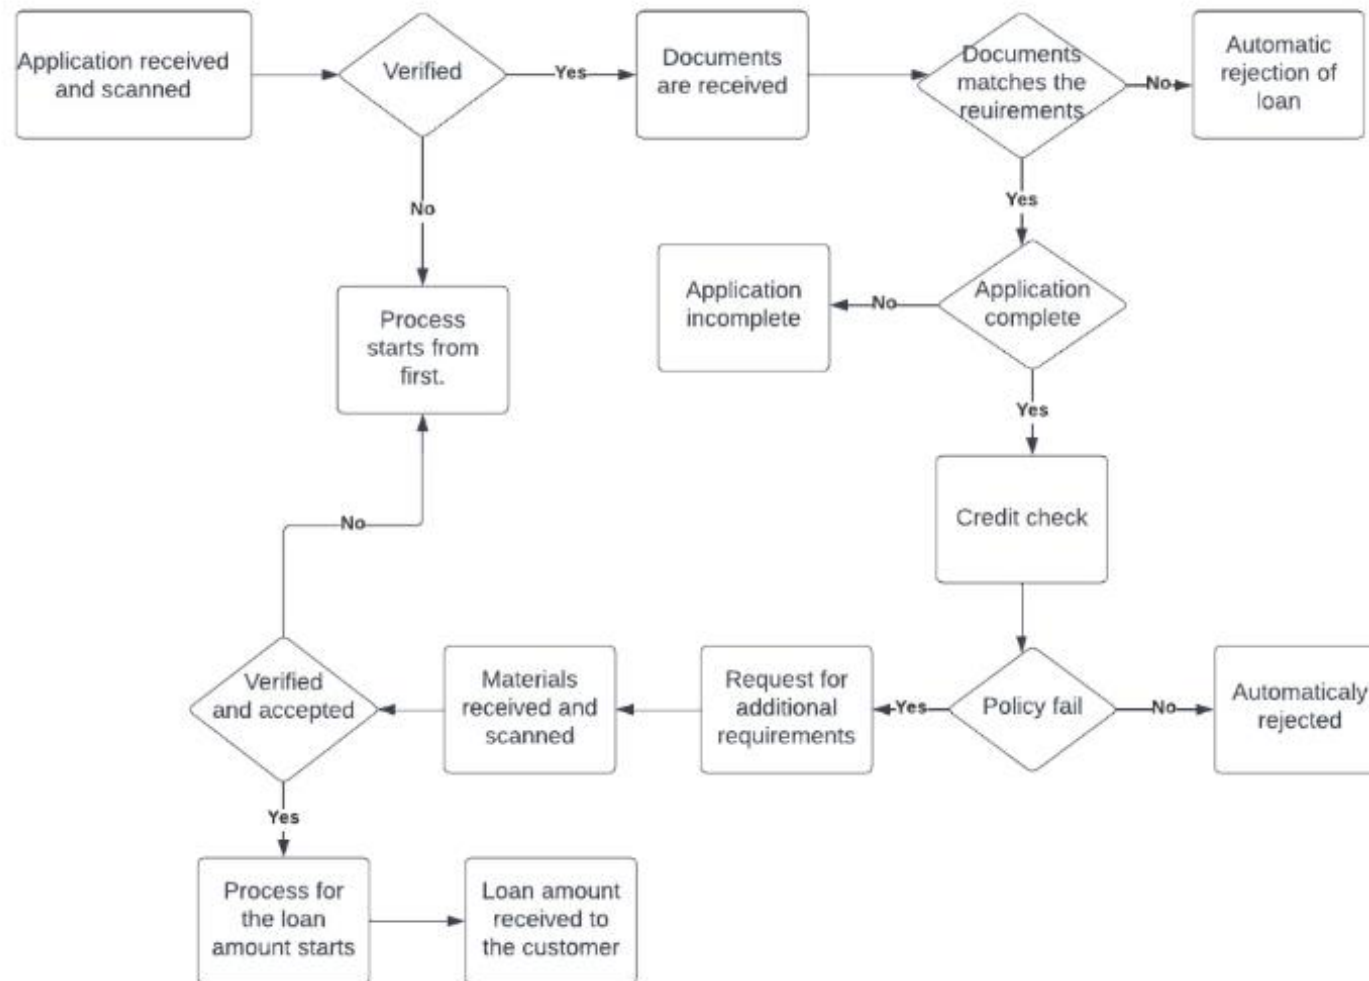 Application received
and scanned
Verified
Yes
Documents
are received
Documents
matches the
reuirements
No
Automatic
rejection of
loan
No
Yes
Process
starts from
first.
Application
incomplete
No
Application
complete
Yes
Credit check
No
Verified
and accepted
Materials
received and
scanned
Request for
additional
requirements
Yes
Policy fail
No
Automaticaly
rejected
Yes
Process for
the loan
amount starts
Loan amount
received to
the customer